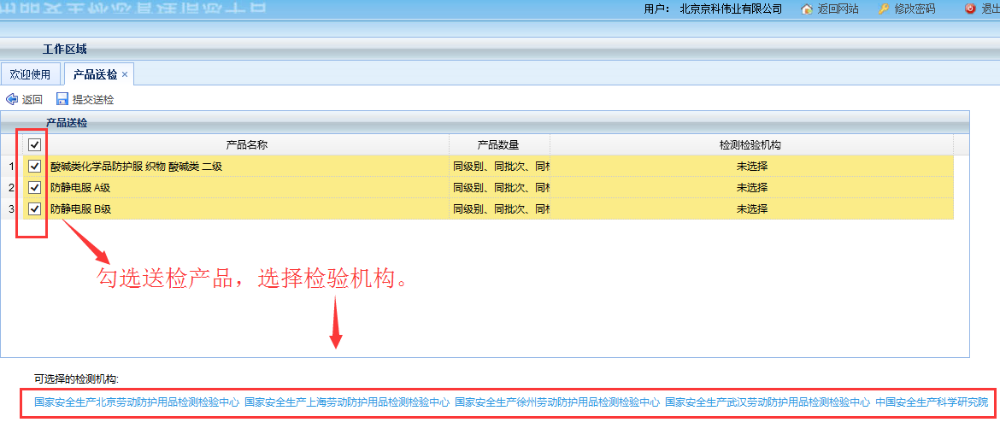 用户： 北京京科伟业有限公司 返回网站 修改密码 退出
工作区域
欢迎使用 产品送检 ×
返回 提交送检
产品送检
产品名称 产品数量 检测检验机构
1 酸碱类化学品防护服 织物 酸碱类 二级 同级别、同批次、同 未选择
2 防静电服 A级 同级别、同批次、同 未选择
3 防静电服 B级 同级别、同批次、同 未选择
勾选送检产品，选择检验机构。
可选择的检测机构:
国家安全生产北京劳动防护用品检测检验中心 国家安全生产上海劳动防护用品检测检验中心 国家安全生产徐州劳动防护用品检测检验中心 国家安全生产武汉劳动防护用品检测检验中心 中国安全生产科学研究院